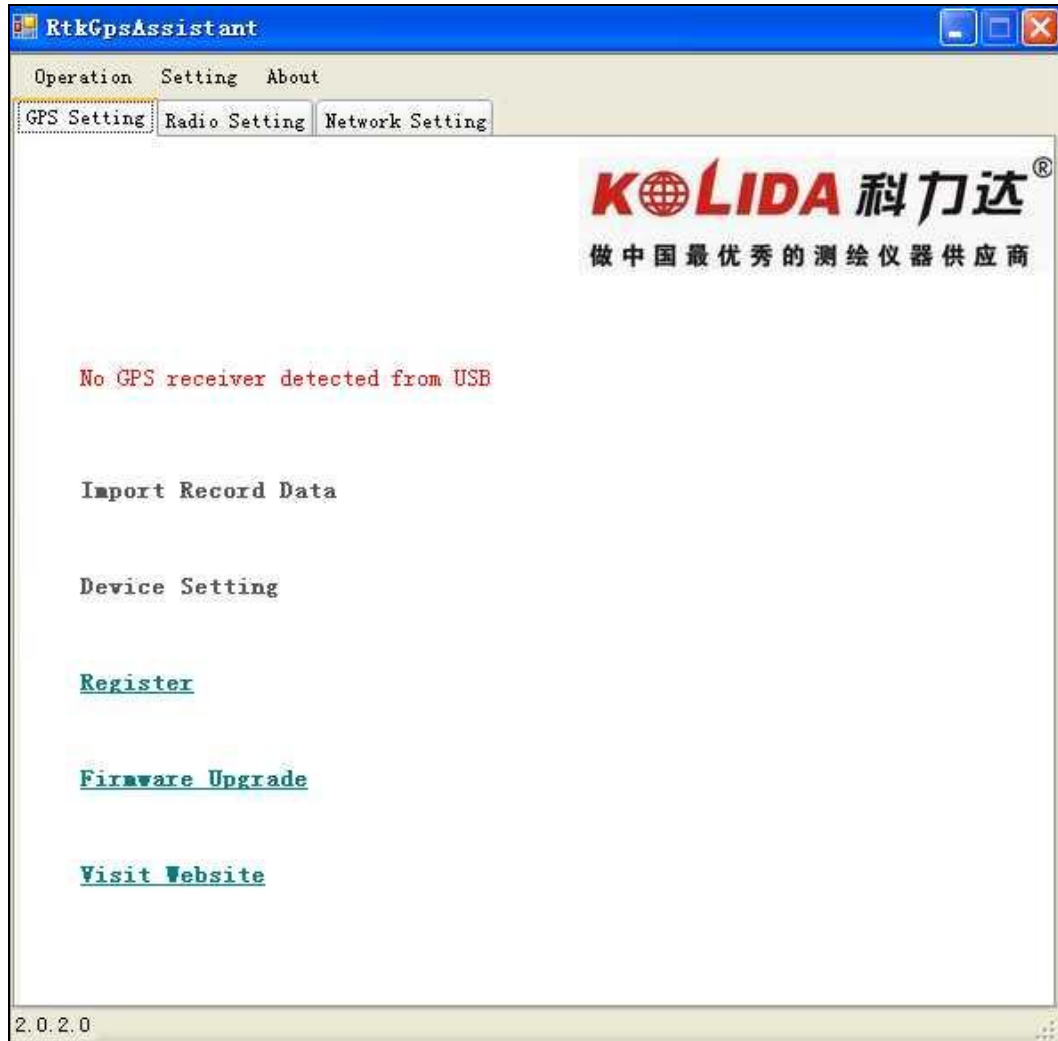 RtkGpsAssistant
Operation Setting About
GPS Setting Radio Setting Network Setting
KOLIDA 科力达®
做中国最优秀的测绘仪器供应商
No GPS receiver detected from USB
Import Record Data
Device Setting
Register
Firmware Upgrade
Visit Website
2.0.2.0